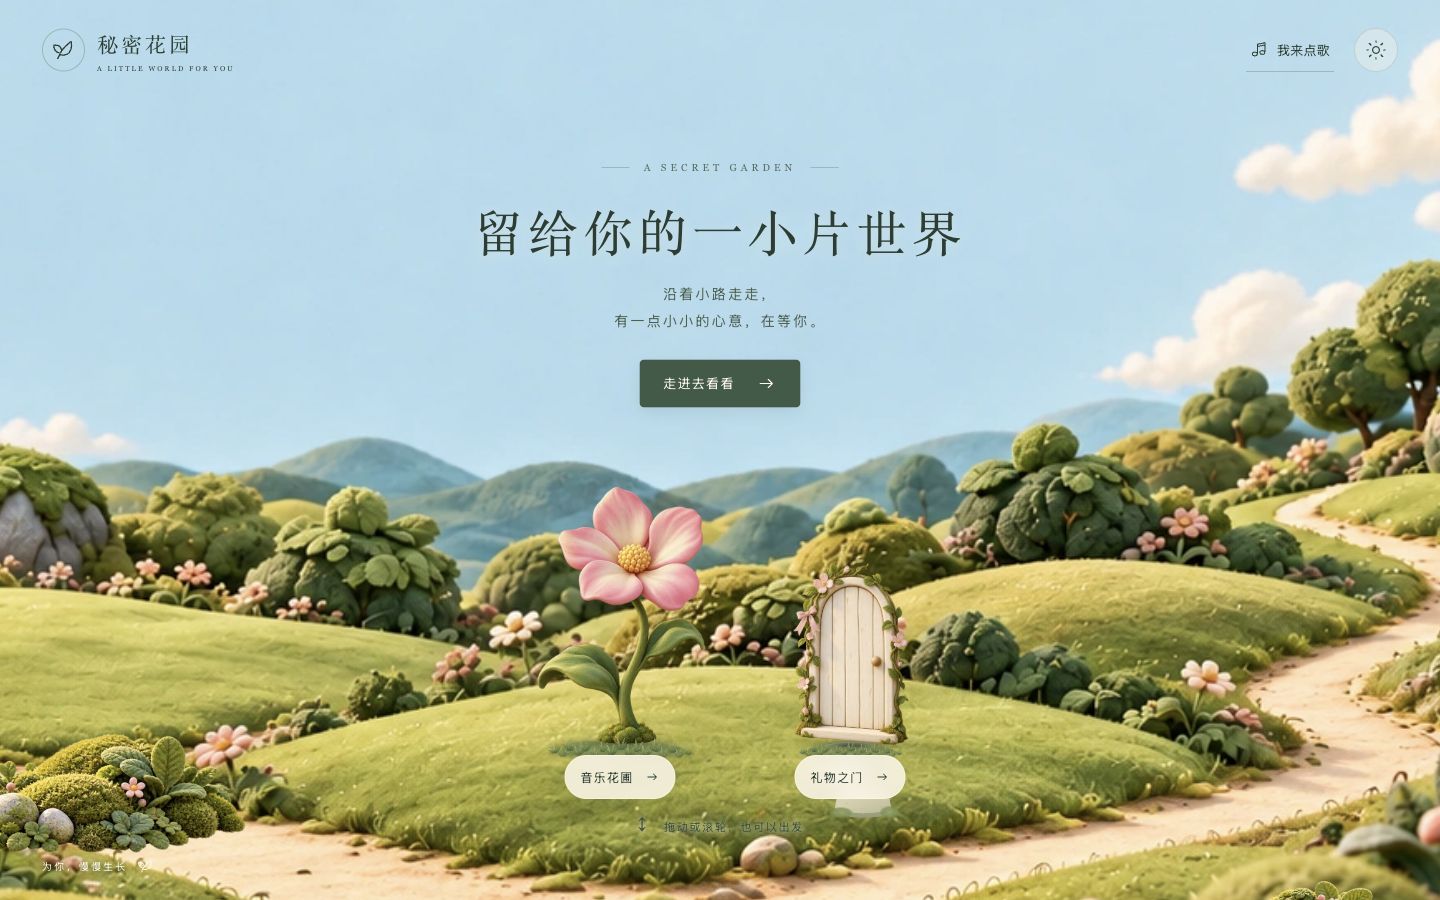 秘密花园
A LITTLE WORLD FOR YOU
我来点歌
A SECRET GARDEN
留给你的一小片世界
沿着小路走走，
有一点小小的心意，在等你。
走进去看看 →
音乐花圃 →
礼物之门 →
拖动或滚轮，也可以出发
为你，慢慢生长